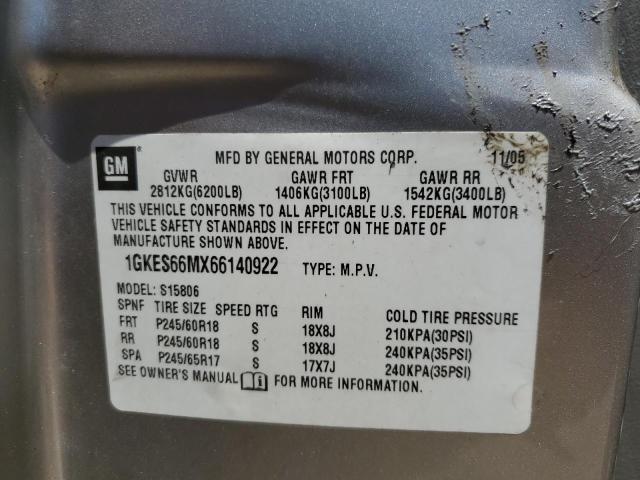 GM
MFD BY GENERAL MOTORS CORP. 11/05
GVWR GAWR FRT GAWR RR
2812KG(6200LB) 1406KG(3100LB) 1542KG(3400LB)
THIS VEHICLE CONFORMS TO ALL APPLICABLE U.S. FEDERAL MOTOR
VEHICLE SAFETY STANDARDS IN EFFECT ON THE DATE OF
MANUFACTURE SHOWN ABOVE.
1GKES66MX66140922 TYPE: M.P.V.
MODEL: S15806
SPNF TIRE SIZE SPEED RTG RIM COLD TIRE PRESSURE
FRT P245/60R18 S 18X8J 210KPA(30PSI)
RR P245/60R18 S 18X8J 240KPA(35PSI)
SPA P245/65R17 S 17X7J 240KPA(35PSI)
SEE OWNER'S MANUAL FOR MORE INFORMATION.